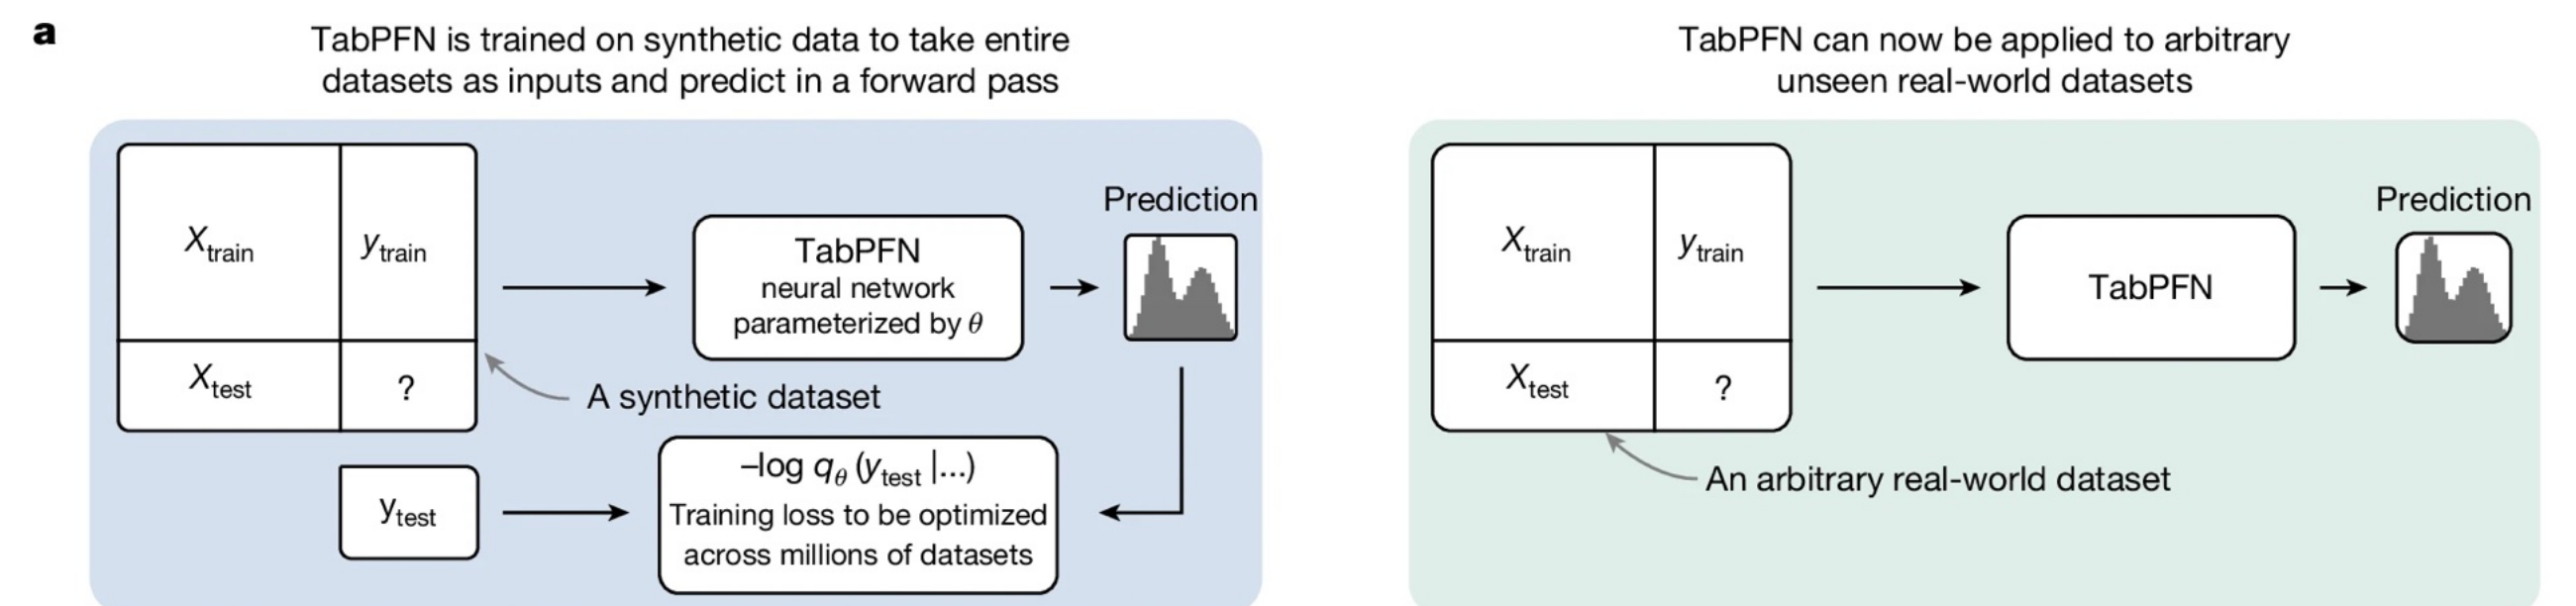 a
TabPFN is trained on synthetic data to take entire
datasets as inputs and predict in a forward pass
X_train
y_train
X_test
?
A synthetic dataset
TabPFN
neural network
parameterized by θ
Prediction
y_test
–log q_θ (y_test |...)
Training loss to be optimized
across millions of datasets
TabPFN can now be applied to arbitrary
unseen real-world datasets
X_train
y_train
X_test
?
An arbitrary real-world dataset
TabPFN
Prediction